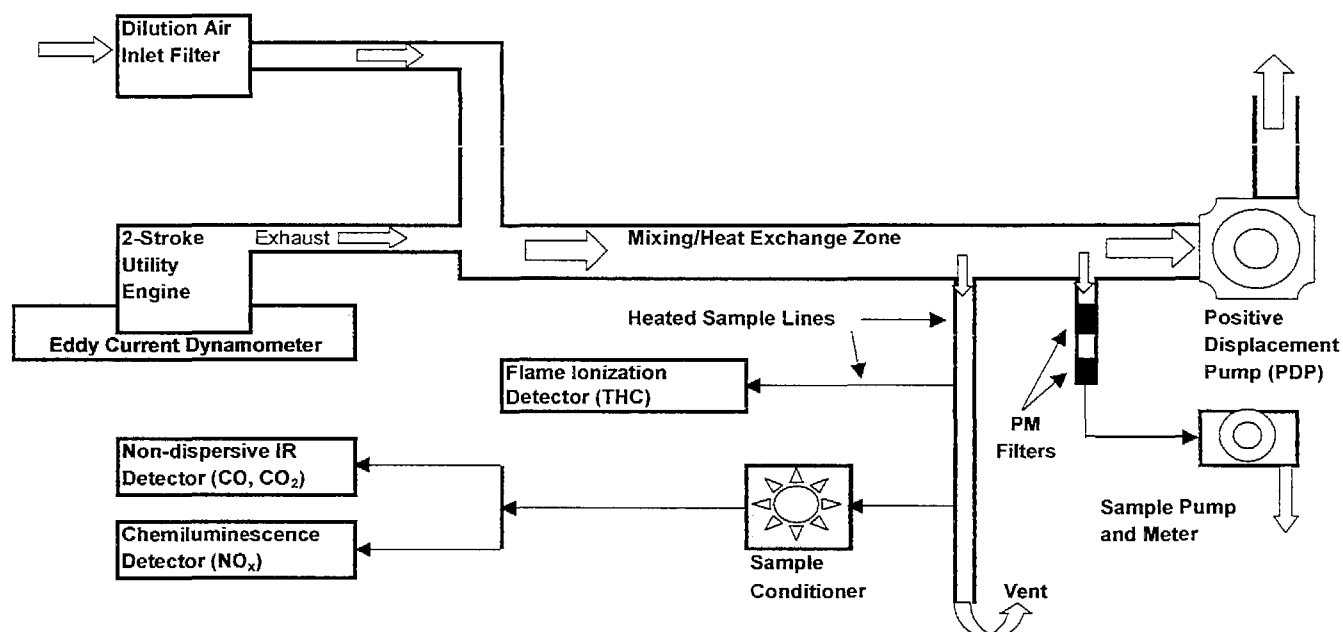 Dilution Air
Inlet Filter
2-Stroke
Utility
Engine
Exhaust
Mixing/Heat Exchange Zone
Eddy Current Dynamometer
Heated Sample Lines
Positive
Displacement
Pump (PDP)
Flame Ionization
Detector (THC)
PM
Filters
Non-dispersive IR
Detector (CO, CO₂)
Chemiluminescence
Detector (NOₓ)
Sample
Conditioner
Sample Pump
and Meter
Vent